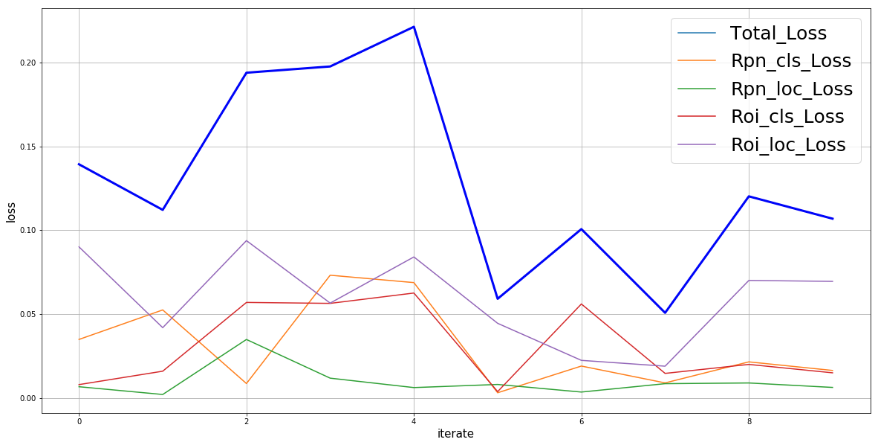 Total_Loss
Rpn_cls_Loss
Rpn_loc_Loss
Roi_cls_Loss
Roi_loc_Loss
0.20
0.15
0.10
0.05
0.00
loss
0 2 4 6 8
iterate